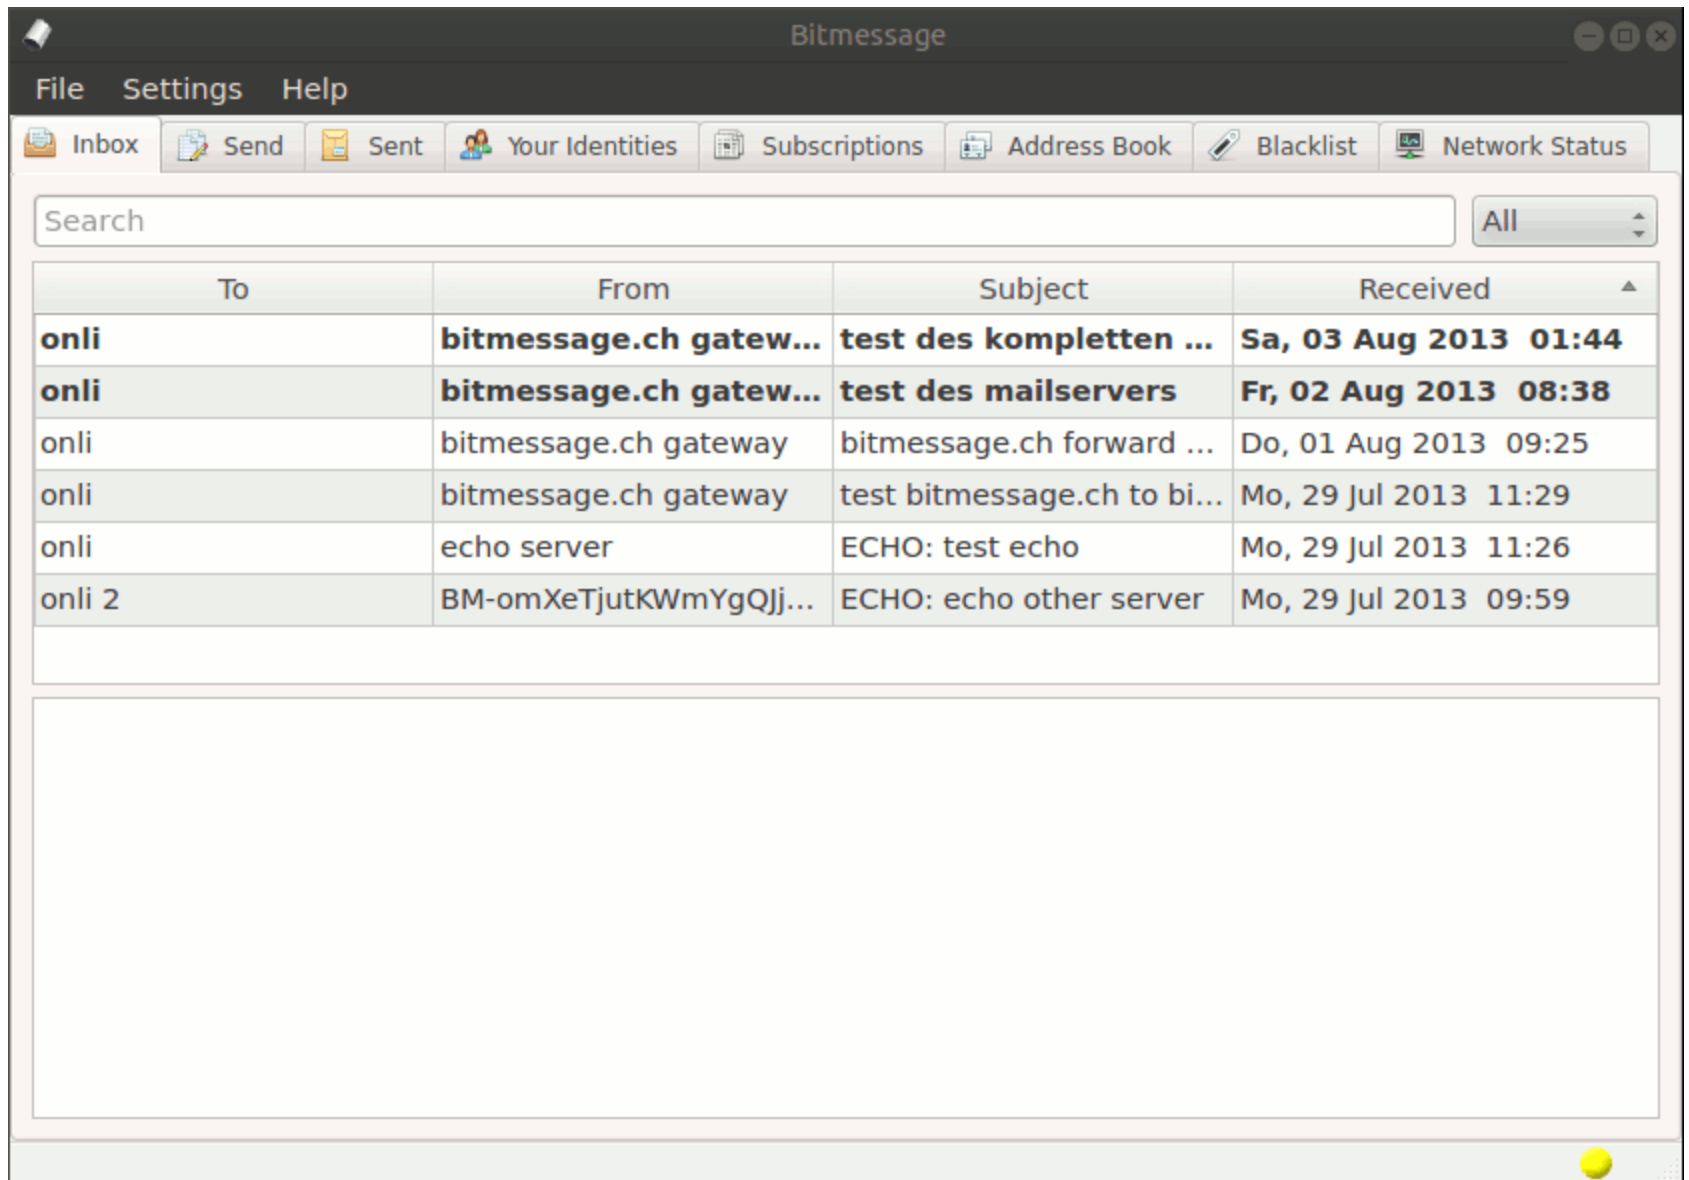 Bitmessage
File Settings Help
Inbox Send Sent Your Identities Subscriptions Address Book Blacklist Network Status
Search All
To From Subject Received
onli bitmessage.ch gatew... test des kompletten ... Sa, 03 Aug 2013 01:44
onli bitmessage.ch gatew... test des mailservers Fr, 02 Aug 2013 08:38
onli bitmessage.ch gateway bitmessage.ch forward ... Do, 01 Aug 2013 09:25
onli bitmessage.ch gateway test bitmessage.ch to bi... Mo, 29 Jul 2013 11:29
onli echo server ECHO: test echo Mo, 29 Jul 2013 11:26
onli 2 BM-omXeTjutKWmYgQJj... ECHO: echo other server Mo, 29 Jul 2013 09:59